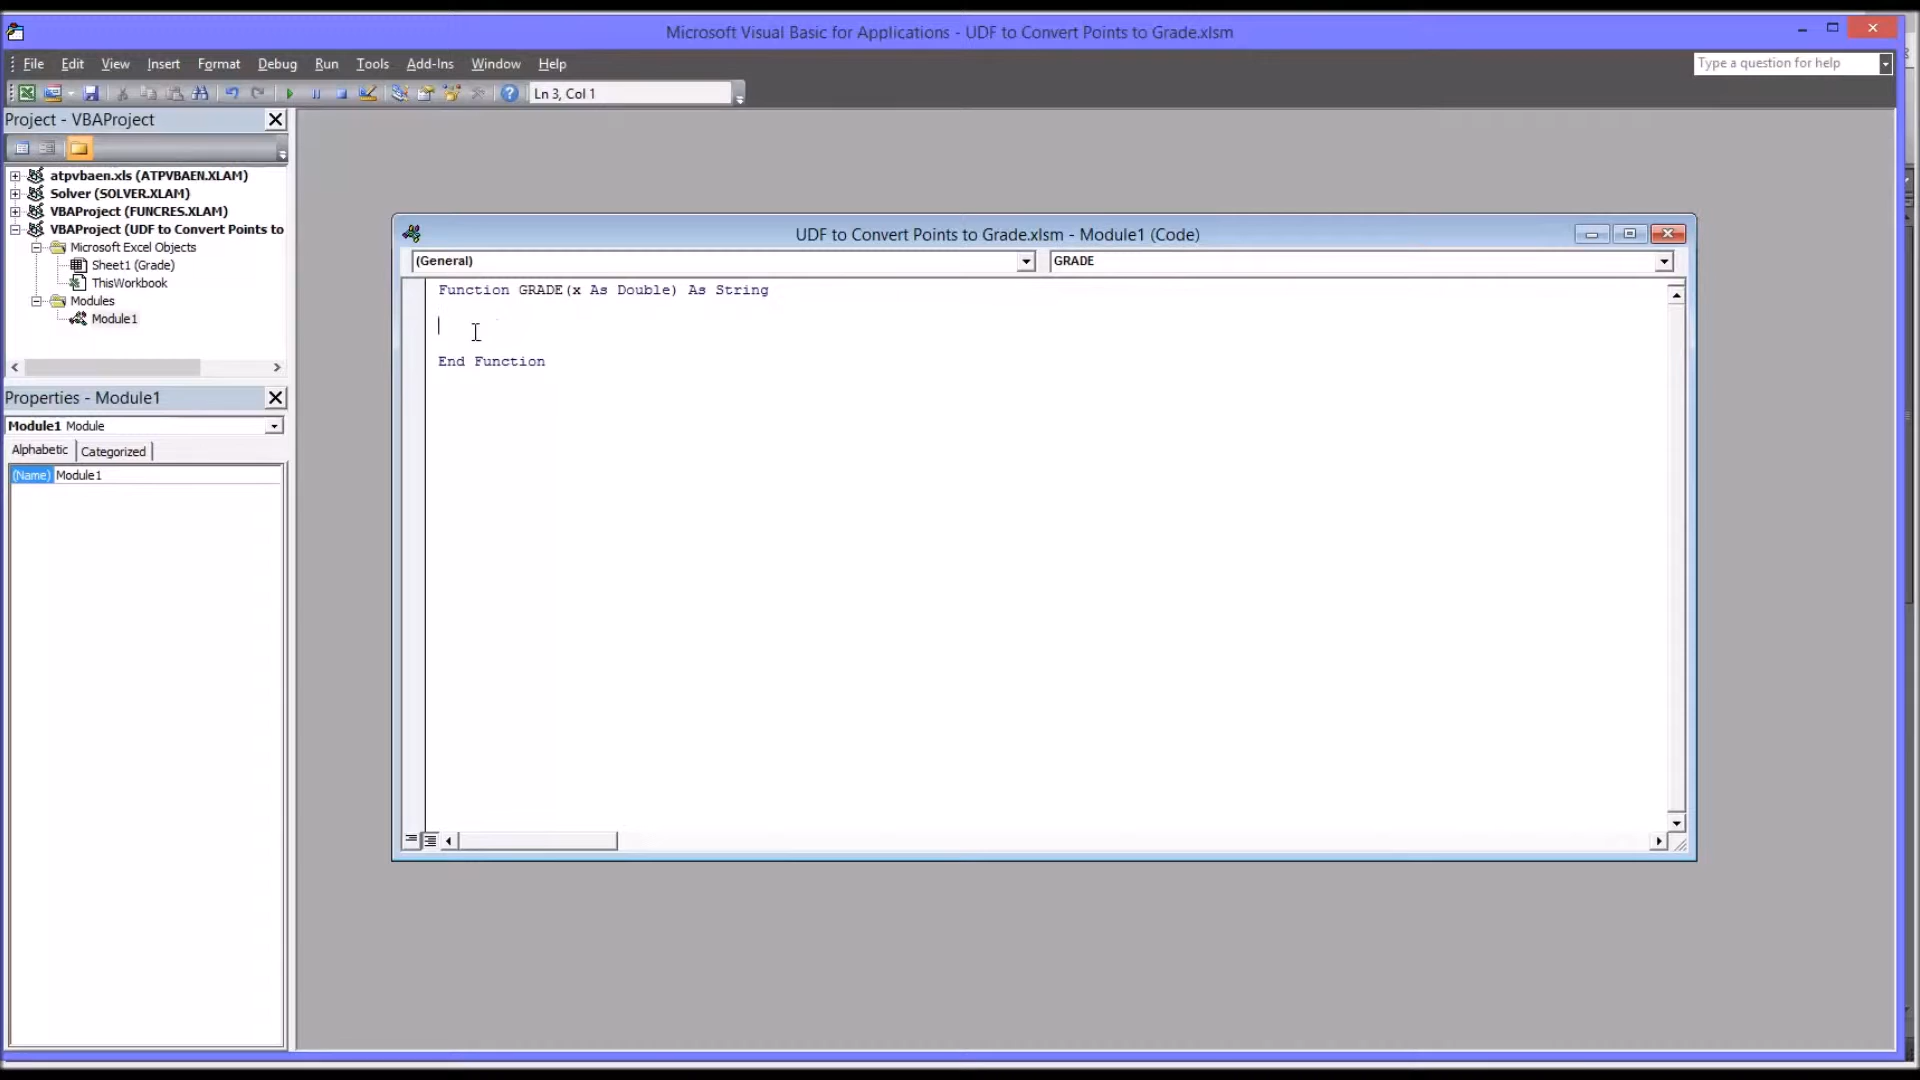 Microsoft Visual Basic for Applications - UDF to Convert Points to Grade.xlsm
File Edit View Insert Format Debug Run Tools Add-Ins Window Help
Type a question for help
Ln 3, Col 1
Project - VBAProject
atpvbaen.xls (ATPVBAEN.XLAM)
Solver (SOLVER.XLAM)
VBAProject (FUNCRES.XLAM)
VBAProject (UDF to Convert Points to
Microsoft Excel Objects
Sheet1 (Grade)
ThisWorkbook
Modules
Module1
Properties - Module1
Module1 Module
Alphabetic Categorized
(Name) Module1
UDF to Convert Points to Grade.xlsm - Module1 (Code)
(General) GRADE
Function GRADE(x As Double) As String
End Function